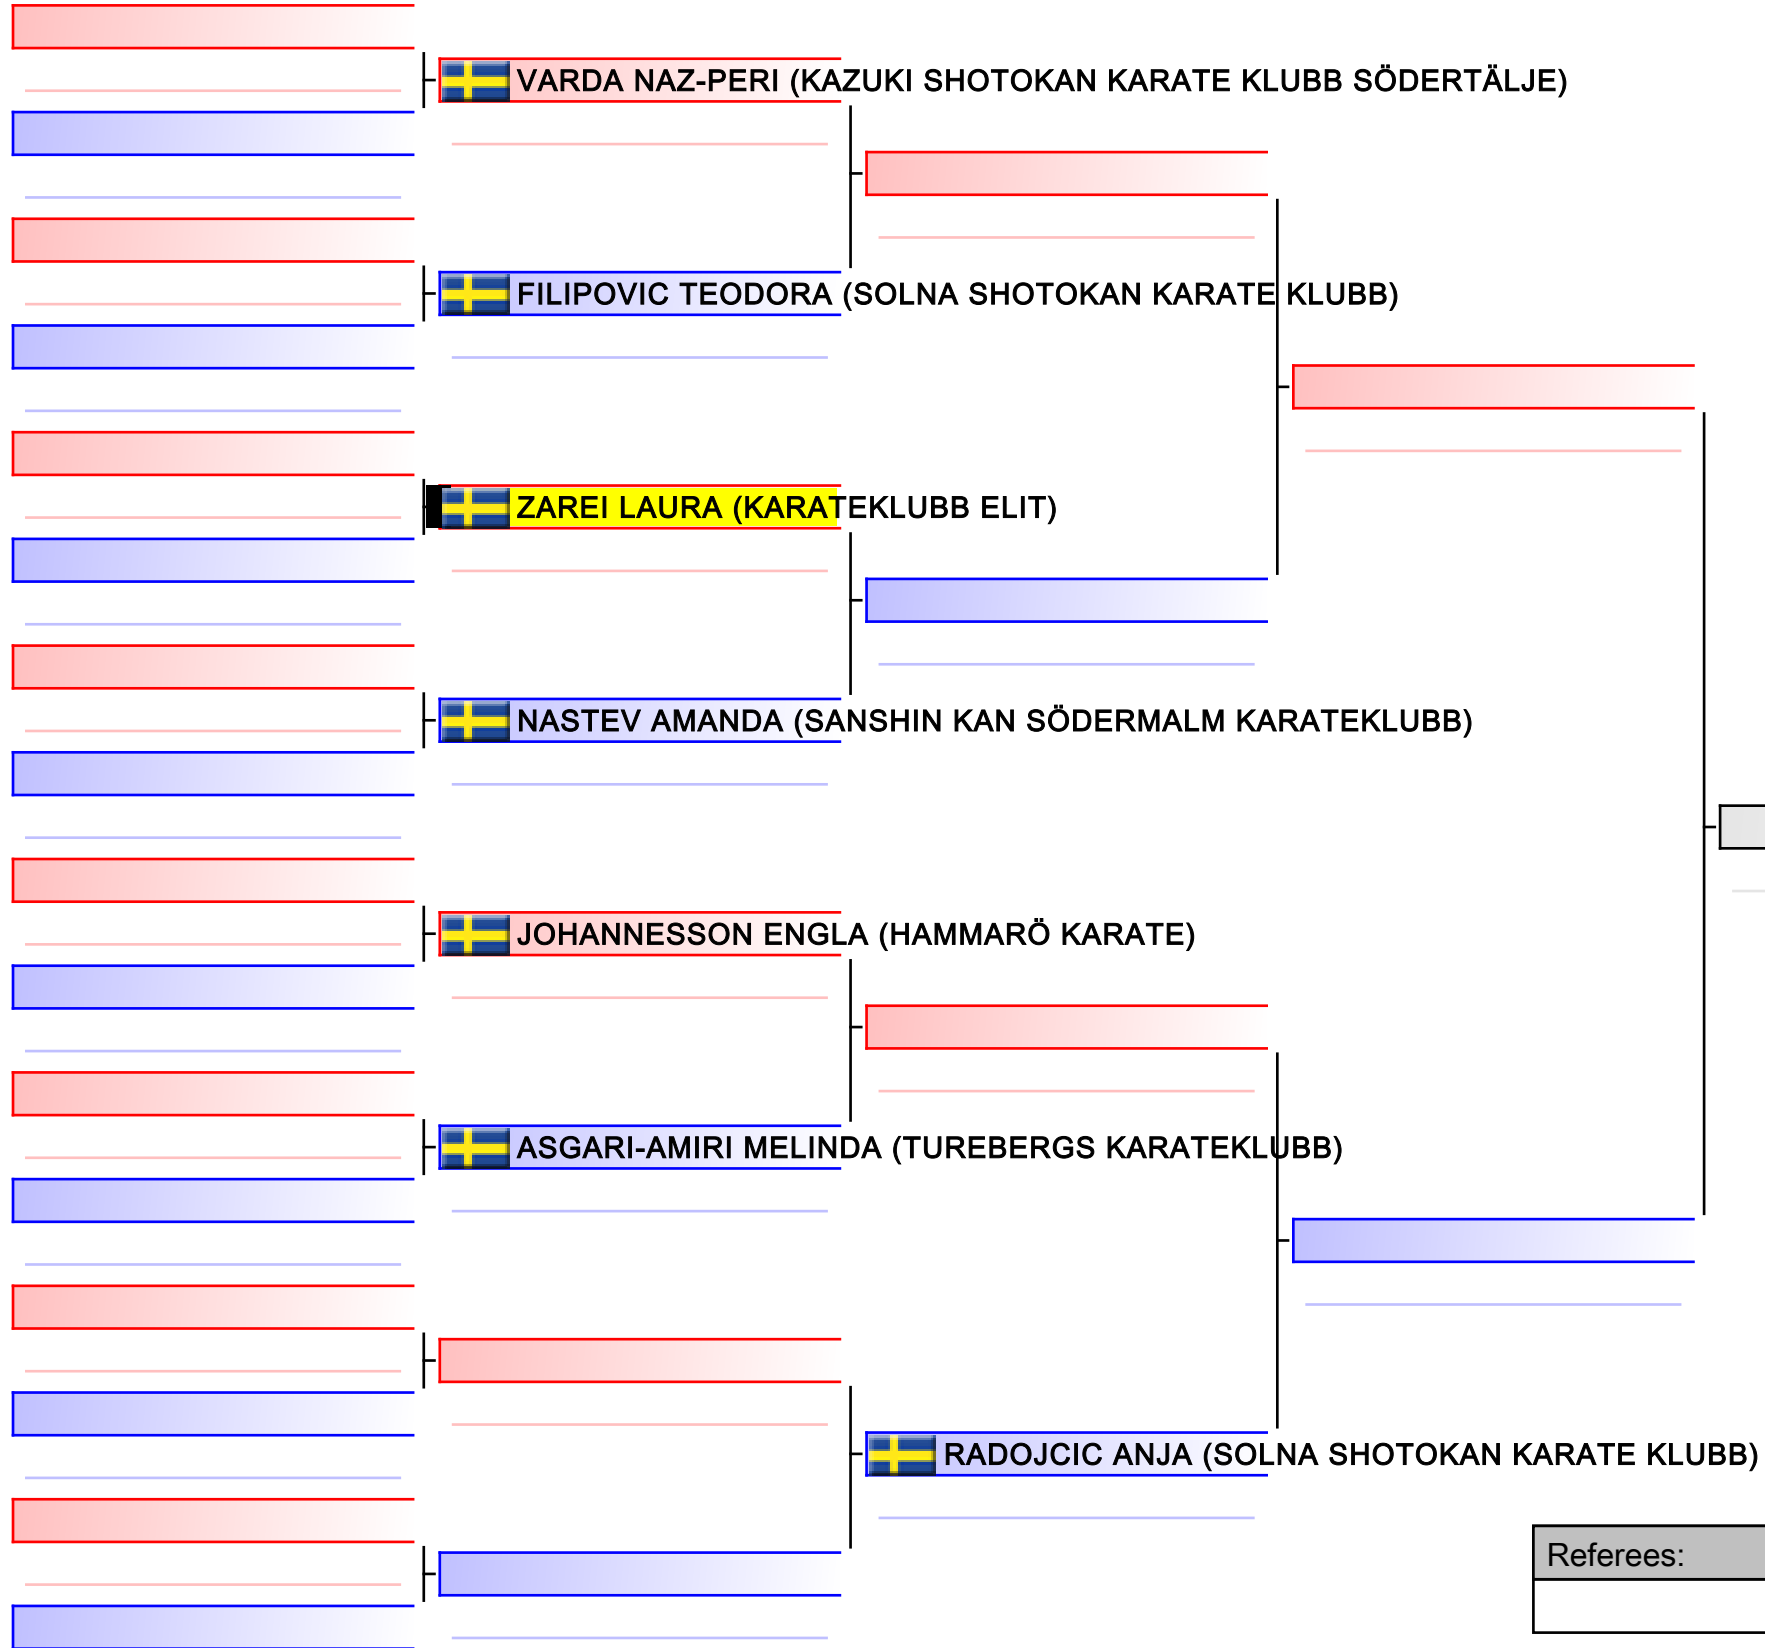 VARDA NAZ-PERI (KAZUKI SHOTOKAN KARATE KLUBB SÖDERTÄLJE)
FILIPOVIC TEODORA (SOLNA SHOTOKAN KARATE KLUBB)
ZAREI LAURA (KARATEKLUBB ELIT)
NASTEV AMANDA (SANSHIN KAN SÖDERMALM KARATEKLUBB)
JOHANNESSON ENGLA (HAMMARÖ KARATE)
ASGARI-AMIRI MELINDA (TUREBERGS KARATEKLUBB)
RADOJCIC ANJA (SOLNA SHOTOKAN KARATE KLUBB)
Referees: